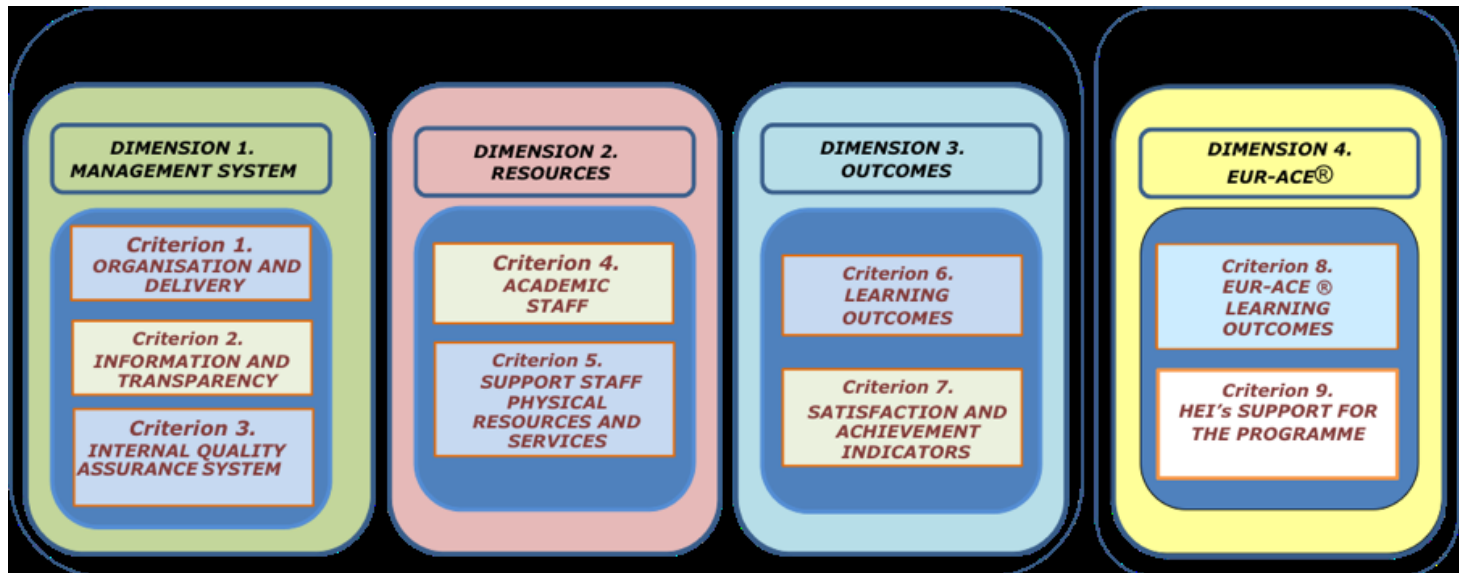 DIMENSION 1.
MANAGEMENT SYSTEM
Criterion 1.
ORGANISATION AND
DELIVERY
Criterion 2.
INFORMATION AND
TRANSPARENCY
Criterion 3.
INTERNAL QUALITY
ASSURANCE SYSTEM
DIMENSION 2.
RESOURCES
Criterion 4.
ACADEMIC
STAFF
Criterion 5.
SUPPORT STAFF
PHYSICAL
RESOURCES AND
SERVICES
DIMENSION 3.
OUTCOMES
Criterion 6.
LEARNING
OUTCOMES
Criterion 7.
SATISFACTION AND
ACHIEVEMENT
INDICATORS
DIMENSION 4.
EUR-ACE®
Criterion 8.
EUR-ACE ®
LEARNING
OUTCOMES
Criterion 9.
HEI’s SUPPORT FOR
THE PROGRAMME